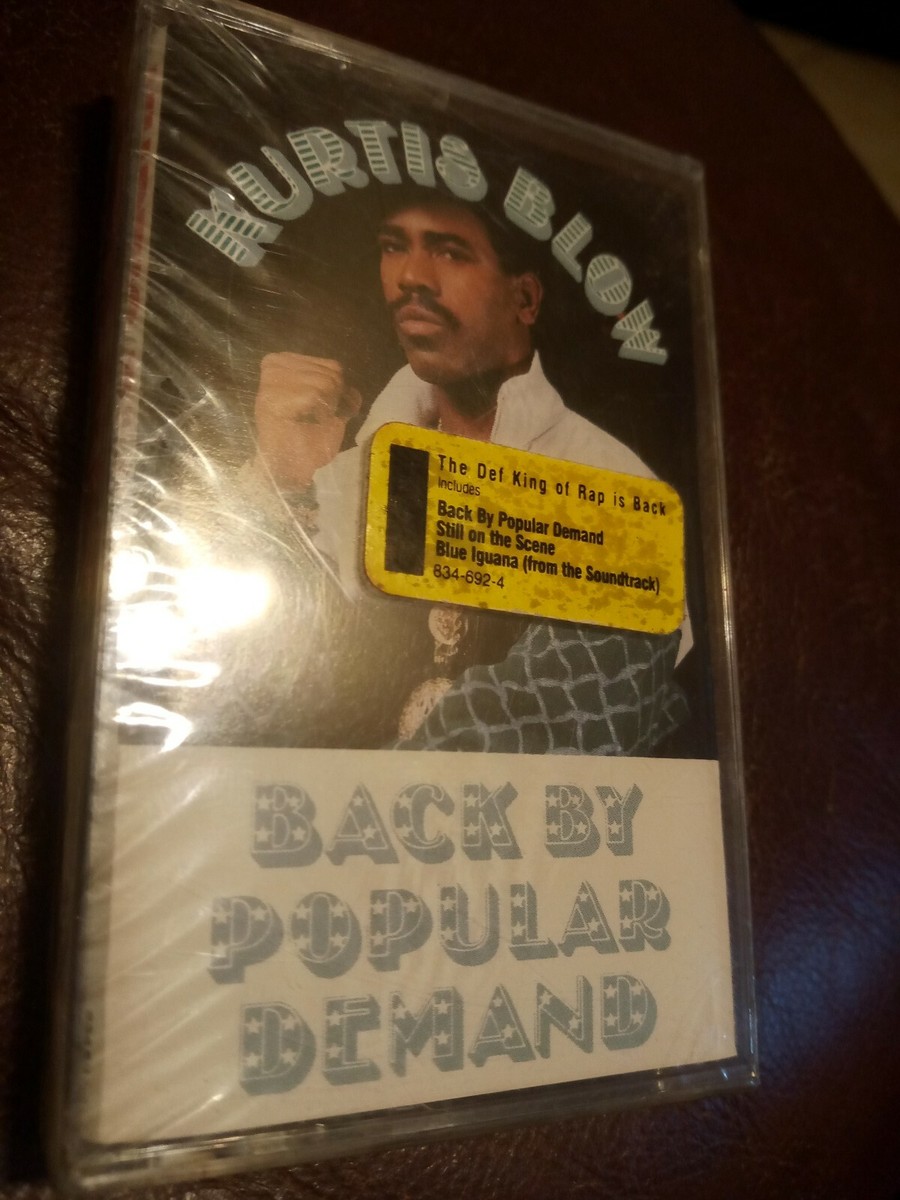 KURTIS BLOW
The Def King of Rap is Back
Includes
Back By Popular Demand
Still on the Scene
Blue Iguana (from the Soundtrack)
834-692-4
BACK BY
POPULAR
DEMAND